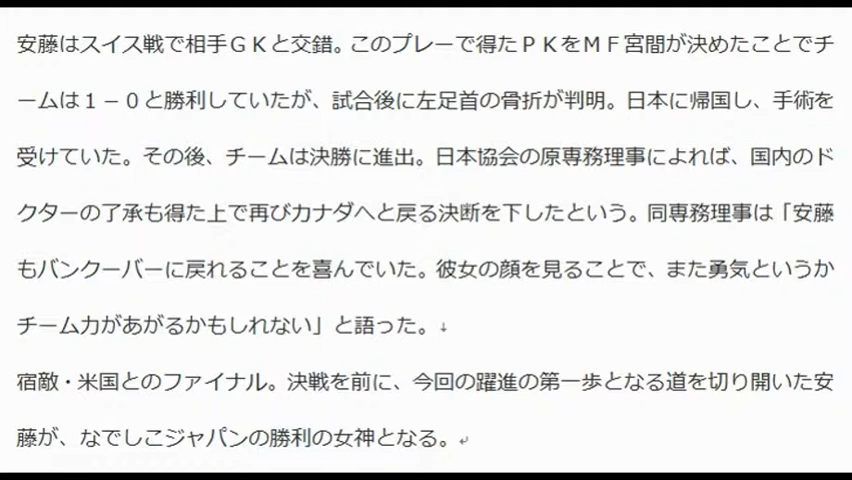 安藤はスイス戦で相手ＧＫと交錯。このプレーで得たＰＫをＭＦ宮間が決めたことでチ
ームは１－０と勝利していたが、試合後に左足首の骨折が判明。日本に帰国し、手術を
受けていた。その後、チームは決勝に進出。日本協会の原専務理事によれば、国内のド
クターの了承も得た上で再びカナダへと戻る決断を下したという。同専務理事は「安藤
もバンクーバーに戻れることを喜んでいた。彼女の顔を見ることで、また勇気というか
チーム力があがるかもしれない」と語った。↓
宿敵・米国とのファイナル。決戦を前に、今回の躍進の第一歩となる道を切り開いた安
藤が、なでしこジャパンの勝利の女神となる。↵